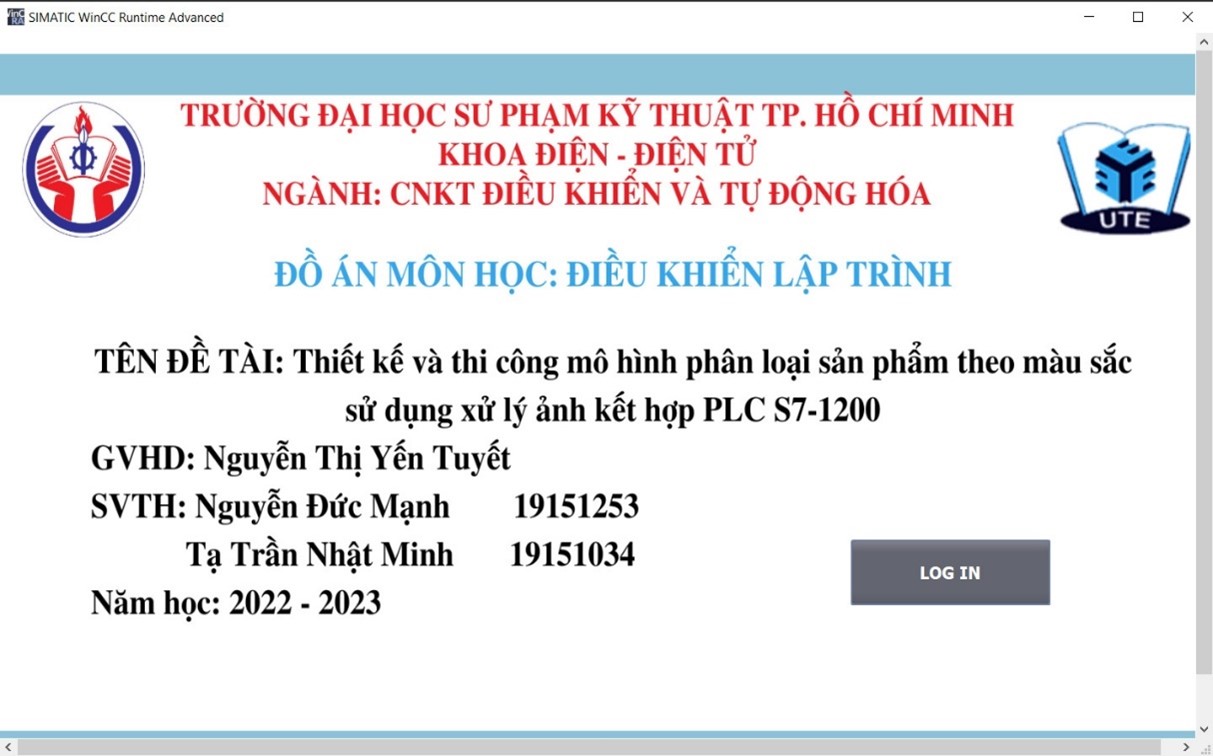 SIMATIC WinCC Runtime Advanced
TRƯỜNG ĐẠI HỌC SƯ PHẠM KỸ THUẬT TP. HỒ CHÍ MINH
KHOA ĐIỆN - ĐIỆN TỬ
NGÀNH: CNKT ĐIỀU KHIỂN VÀ TỰ ĐỘNG HÓA
UTE
ĐỒ ÁN MÔN HỌC: ĐIỀU KHIỂN LẬP TRÌNH
TÊN ĐỀ TÀI: Thiết kế và thi công mô hình phân loại sản phẩm theo màu sắc
sử dụng xử lý ảnh kết hợp PLC S7-1200
GVHD: Nguyễn Thị Yến Tuyết
SVTH: Nguyễn Đức Mạnh 19151253
Tạ Trần Nhật Minh 19151034
LOG IN
Năm học: 2022 - 2023